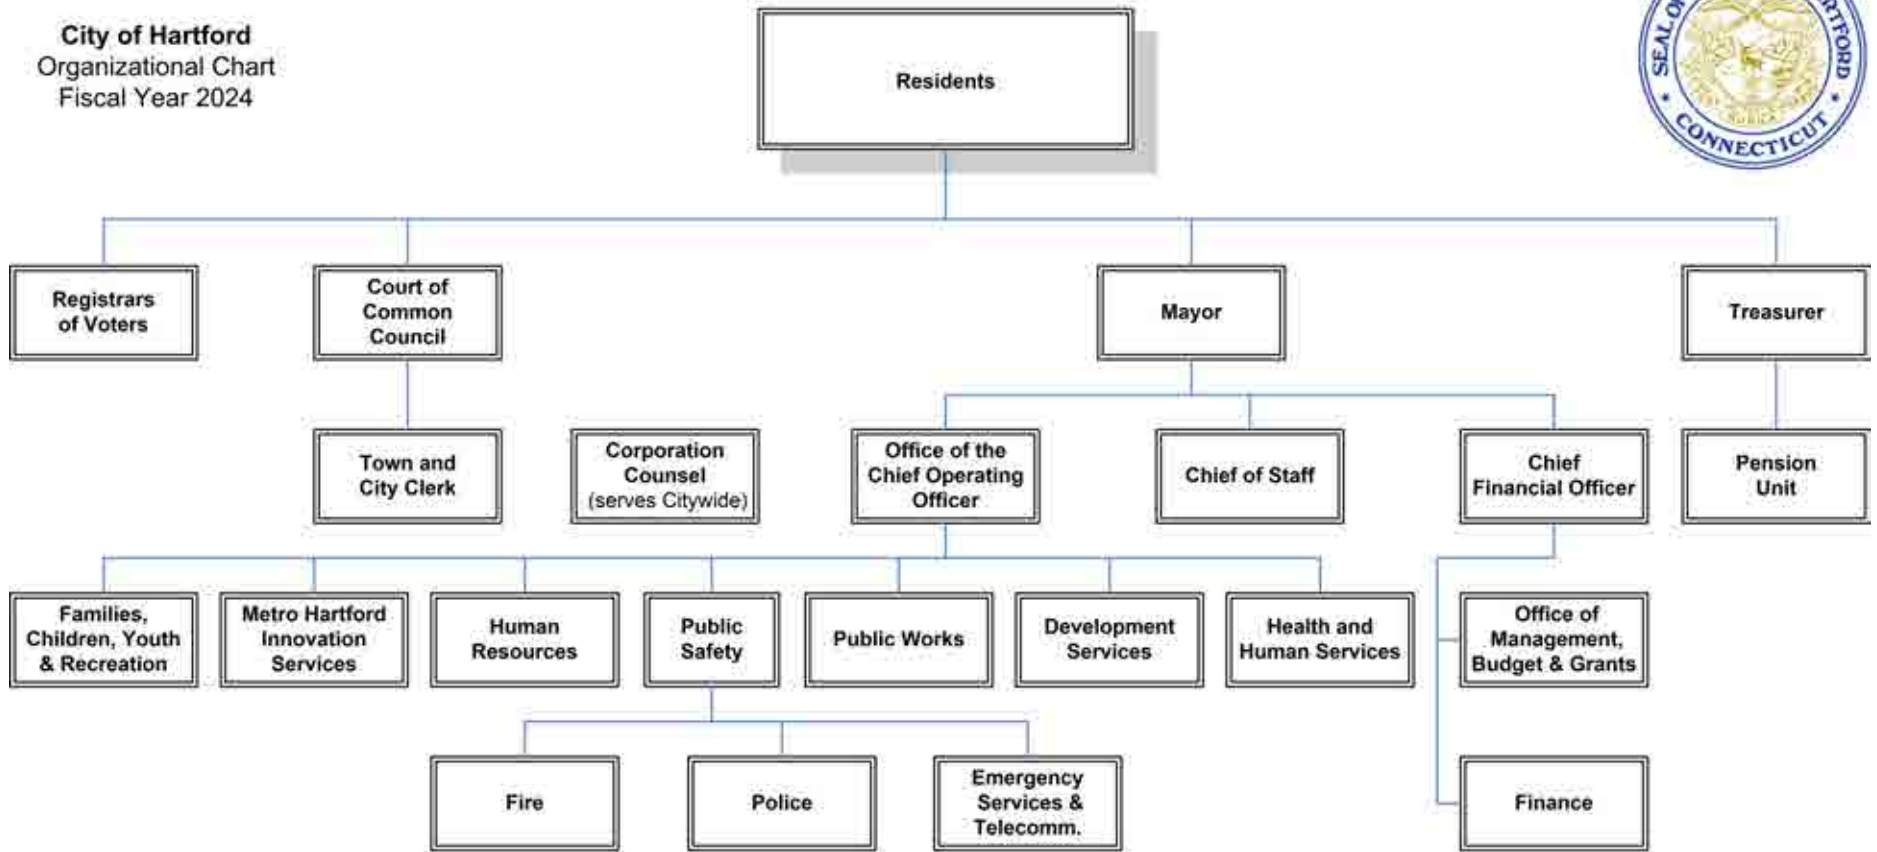 City of Hartford
Organizational Chart
Fiscal Year 2024
Residents
SEAL OF
RTFORD
CONNECTICUT
Registrars
of Voters
Court of
Common
Council
Mayor
Treasurer
Town and
City Clerk
Corporation
Counsel
(serves Citywide)
Office of the
Chief Operating
Officer
Chief of Staff
Chief
Financial Officer
Pension
Unit
Families,
Children, Youth
& Recreation
Metro Hartford
Innovation
Services
Human
Resources
Public
Safety
Public Works
Development
Services
Health and
Human Services
Office of
Management,
Budget & Grants
Fire
Police
Emergency
Services &
Telecomm.
Finance